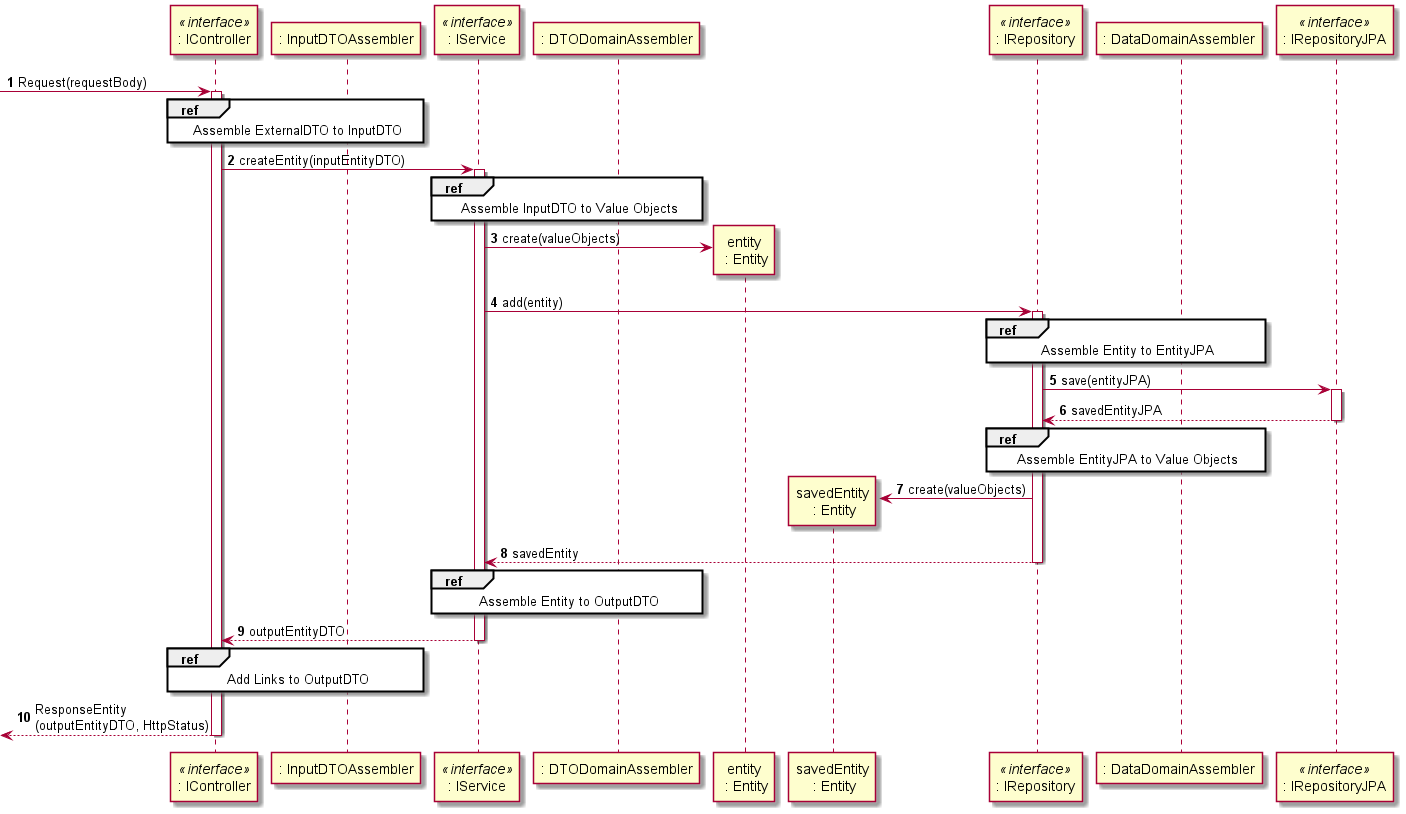 «interface»
: IController
: InputDTOAssembler
«interface»
: IService
: DTODomainAssembler
«interface»
: IRepository
: DataDomainAssembler
«interface»
: IRepositoryJPA
1 Request(requestBody)
ref
Assemble ExternalDTO to InputDTO
2 createEntity(inputEntityDTO)
ref
Assemble InputDTO to Value Objects
3 create(valueObjects)
entity
: Entity
4 add(entity)
ref
Assemble Entity to EntityJPA
5 save(entityJPA)
6 savedEntityJPA
ref
Assemble EntityJPA to Value Objects
7 create(valueObjects)
savedEntity
: Entity
8 savedEntity
ref
Assemble Entity to OutputDTO
9 outputEntityDTO
ref
Add Links to OutputDTO
10 ResponseEntity
(outputEntityDTO, HttpStatus)
«interface»
: IController
: InputDTOAssembler
«interface»
: IService
: DTODomainAssembler
entity
: Entity
savedEntity
: Entity
«interface»
: IRepository
: DataDomainAssembler
«interface»
: IRepositoryJPA